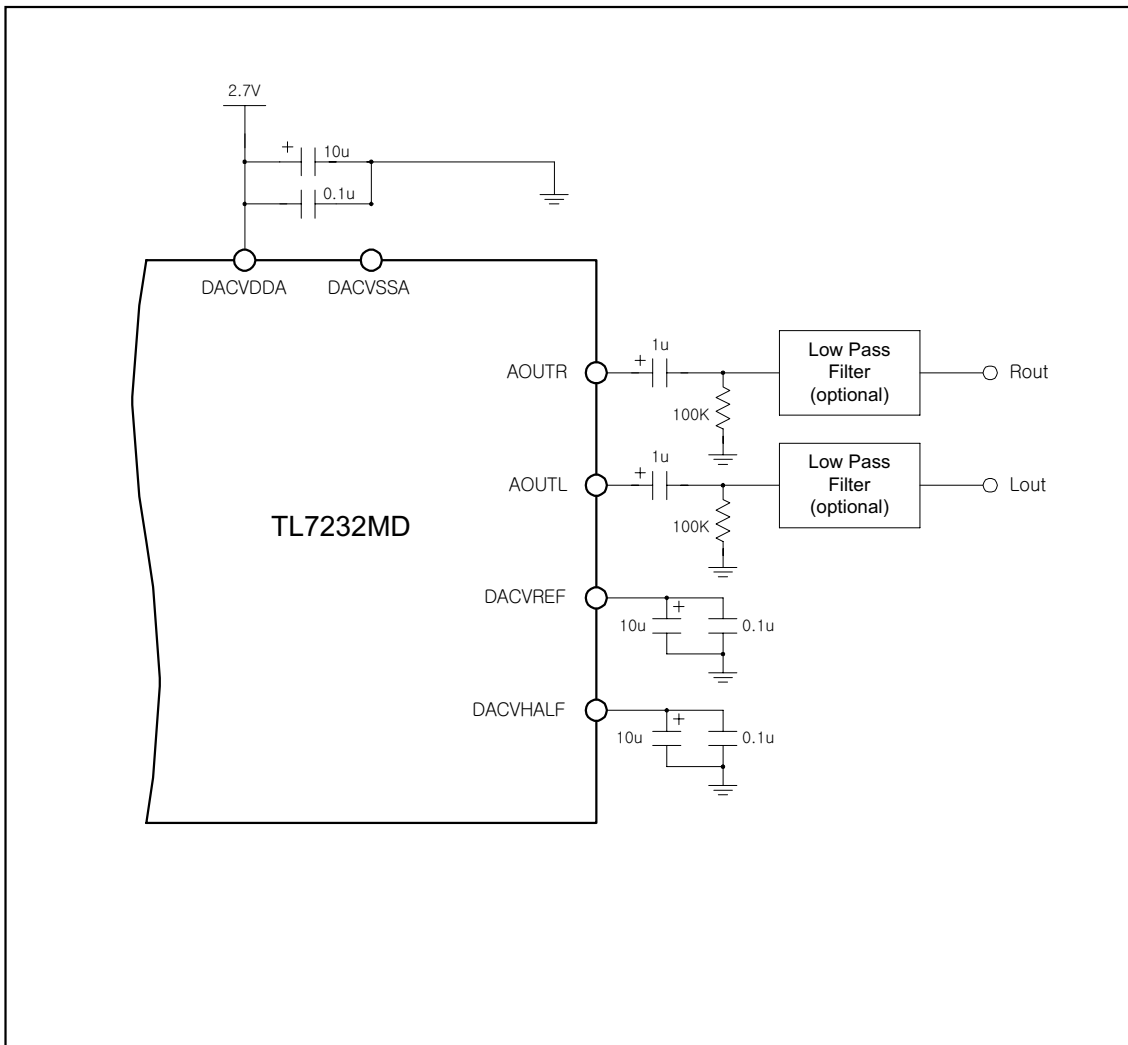 2.7V
+
10u
0.1u
DACVDDA
DACVSSA
AOUTR
+
1u
100K
Low Pass
Filter
(optional)
Rout
AOUTL
+
1u
100K
Low Pass
Filter
(optional)
Lout
TL7232MD
DACVREF
10u
+
0.1u
DACVHALF
10u
+
0.1u